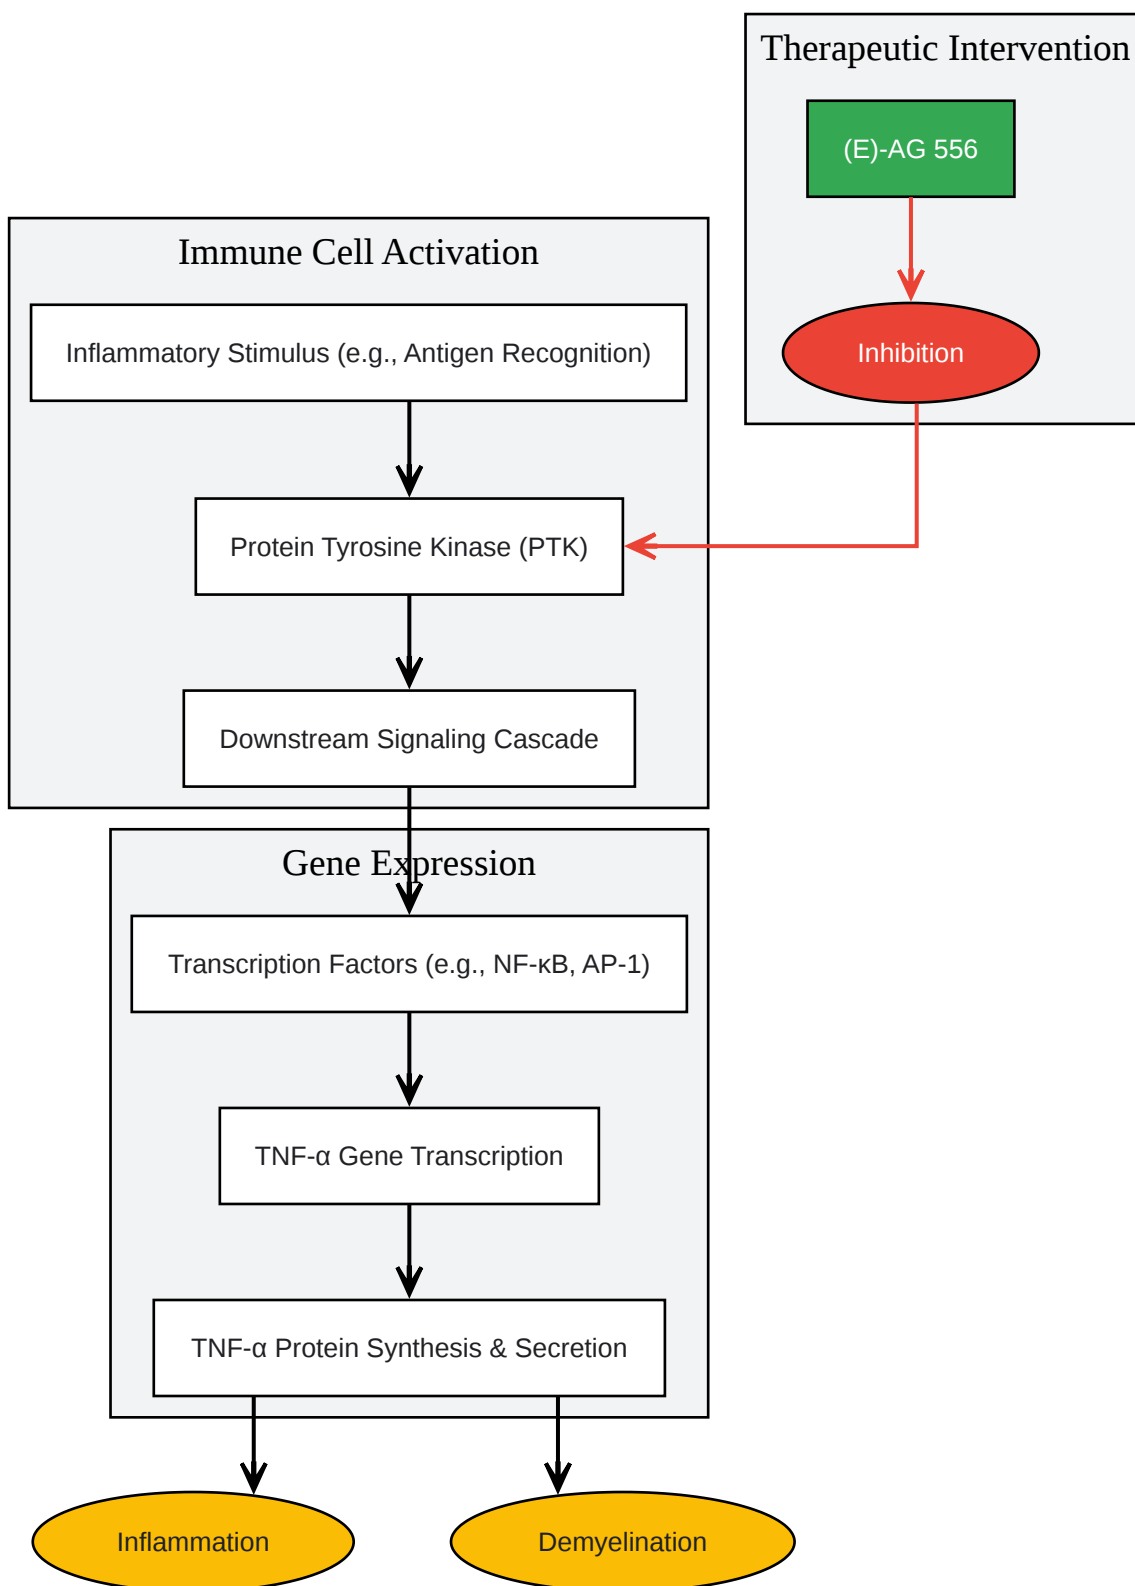 Therapeutic Intervention
(E)-AG 556
Inhibition
Immune Cell Activation
Inflammatory Stimulus (e.g., Antigen Recognition)
Protein Tyrosine Kinase (PTK)
Downstream Signaling Cascade
Gene Expression
Transcription Factors (e.g., NF-κB, AP-1)
TNF-α Gene Transcription
TNF-α Protein Synthesis & Secretion
Inflammation
Demyelination